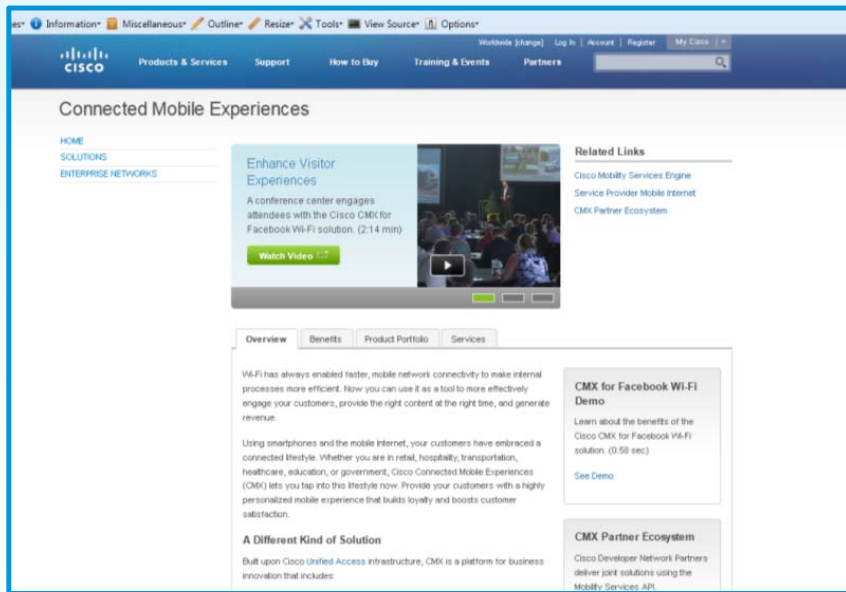 es▾ Information▾ Miscellaneous▾ Outline▾ Resize▾ Tools▾ View Source▾ Options▾
Worldwide [change] Log In | Account | Register My Cisco
CISCO
Products & Services Support How to Buy Training & Events Partners
Connected Mobile Experiences
HOME
SOLUTIONS
ENTERPRISE NETWORKS
Enhance Visitor
Experiences
A conference center engages
attendees with the Cisco CMX for
Facebook Wi-Fi solution. (2:14 min)
Watch Video
Related Links
Cisco Mobility Services Engine
Service Provider Mobile Internet
CMX Partner Ecosystem
Overview Benefits Product Portfolio Services
Wi-Fi has always enabled faster, mobile network connectivity to make internal
processes more efficient. Now you can use it as a tool to more effectively
engage your customers, provide the right content at the right time, and generate
revenue.
Using smartphones and the mobile Internet, your customers have embraced a
connected lifestyle. Whether you are in retail, hospitality, transportation,
healthcare, education, or government, Cisco Connected Mobile Experiences
(CMX) lets you tap into this lifestyle now. Provide your customers with a highly
personalized mobile experience that builds loyalty and boosts customer
satisfaction.
A Different Kind of Solution
Built upon Cisco Unified Access infrastructure, CMX is a platform for business
innovation that includes:
CMX for Facebook Wi-Fi
Demo
Learn about the benefits of the
Cisco CMX for Facebook Wi-Fi
solution. (0:58 sec)
See Demo
CMX Partner Ecosystem
Cisco Developer Network Partners
deliver joint solutions using the
Mobility Services API.